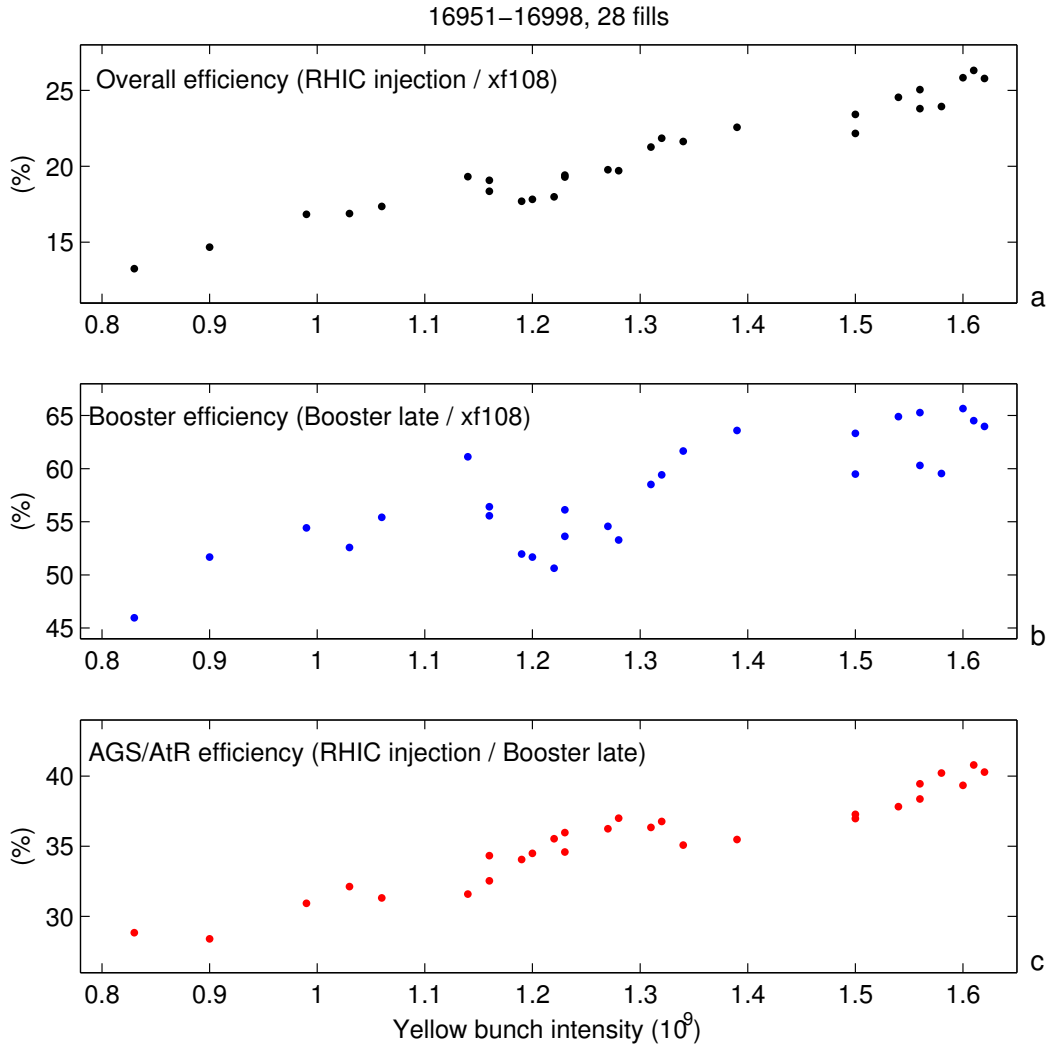 16951−16998, 28 fills
Overall efficiency (RHIC injection / xf108)
25
20
15
(%)
0.8 0.9 1 1.1 1.2 1.3 1.4 1.5 1.6
a
Booster efficiency (Booster late / xf108)
65
60
55
50
45
(%)
0.8 0.9 1 1.1 1.2 1.3 1.4 1.5 1.6
b
AGS/AtR efficiency (RHIC injection / Booster late)
40
35
30
(%)
0.8 0.9 1 1.1 1.2 1.3 1.4 1.5 1.6
c
Yellow bunch intensity (10⁹)